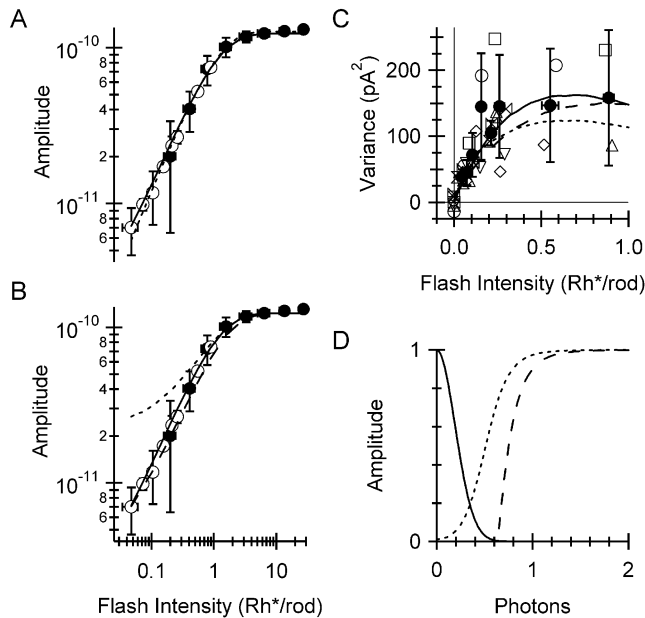 A
10⁻¹⁰
8
6
4
2
10⁻¹¹
8
6
4
Amplitude
B
10⁻¹⁰
8
6
4
2
10⁻¹¹
8
6
Amplitude
0.1
1
10
Flash Intensity (Rh*/rod)
C
Variance (pA²)
200
100
0
0.0
0.5
1.0
Flash Intensity (Rh*/rod)
D
1
0
Amplitude
0
1
2
Photons